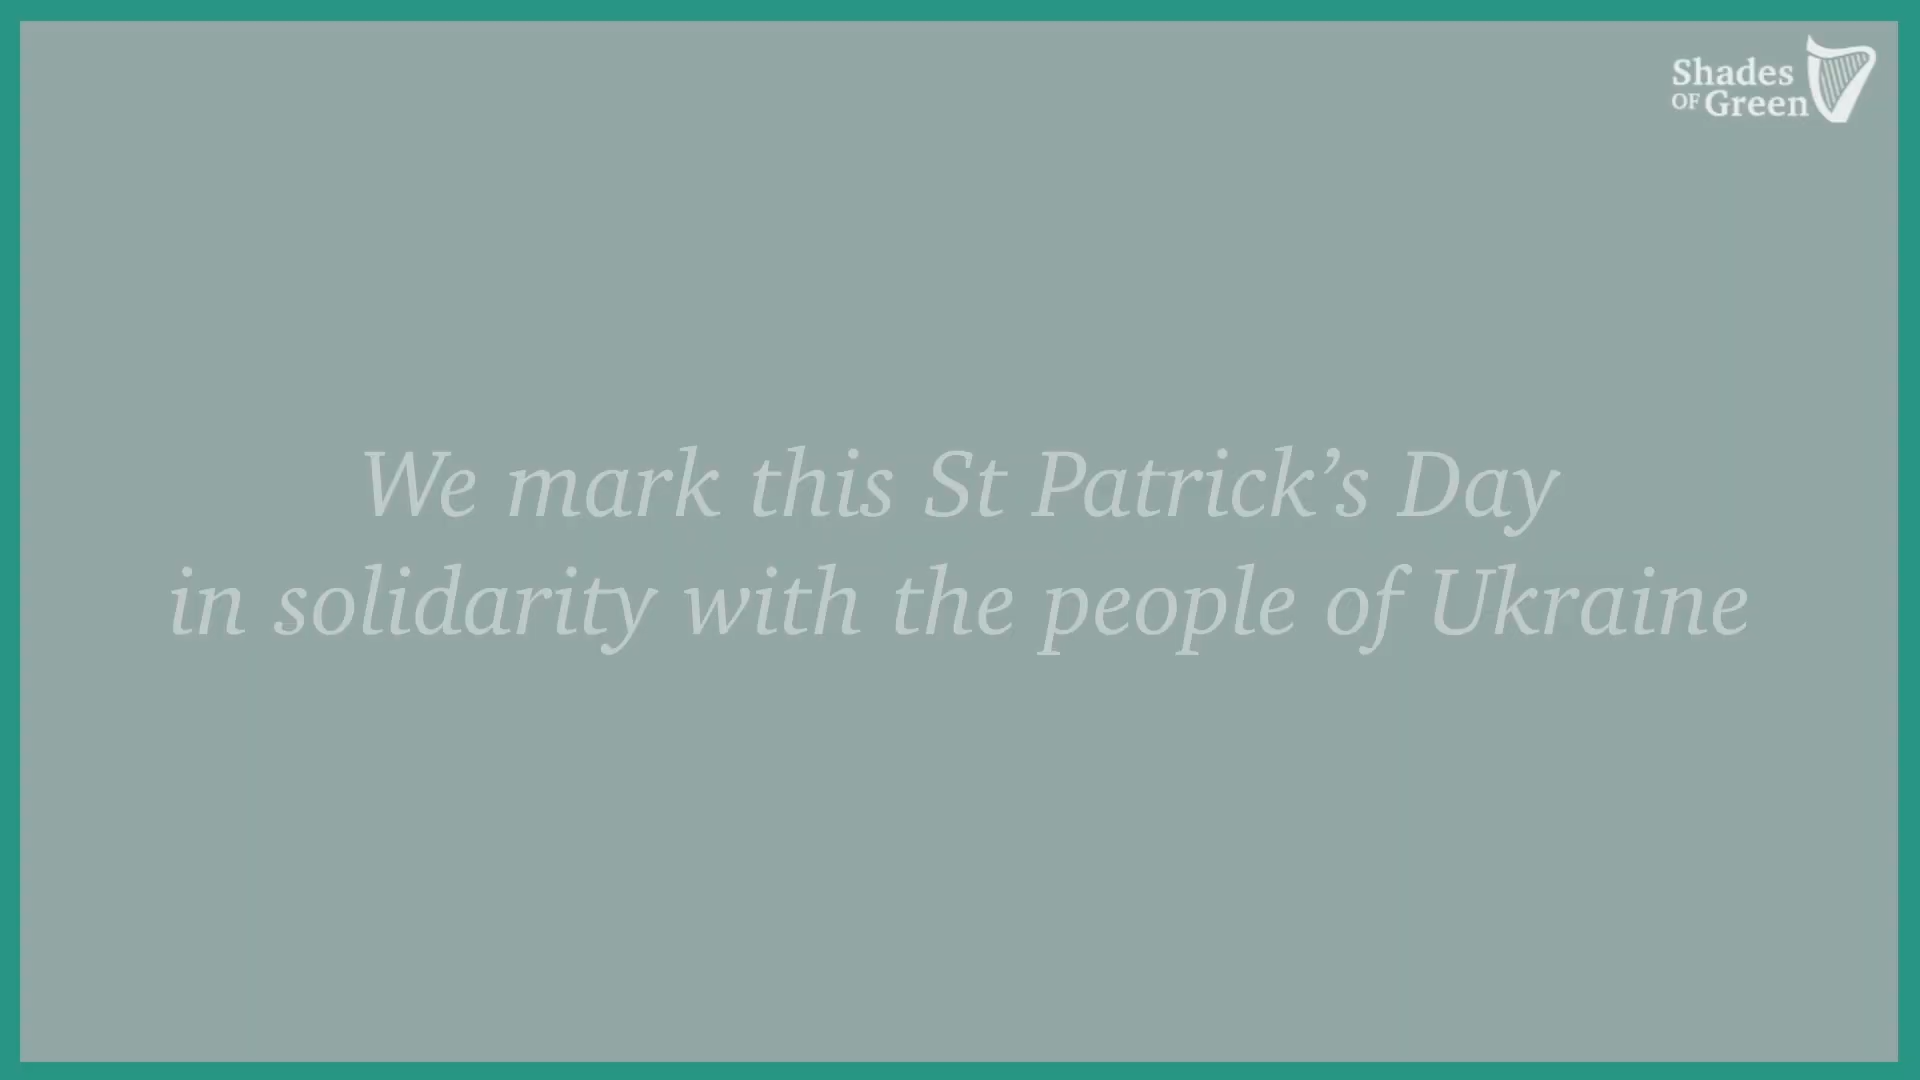 Shades
OF Green
We mark this St Patrick’s Day
in solidarity with the people of Ukraine